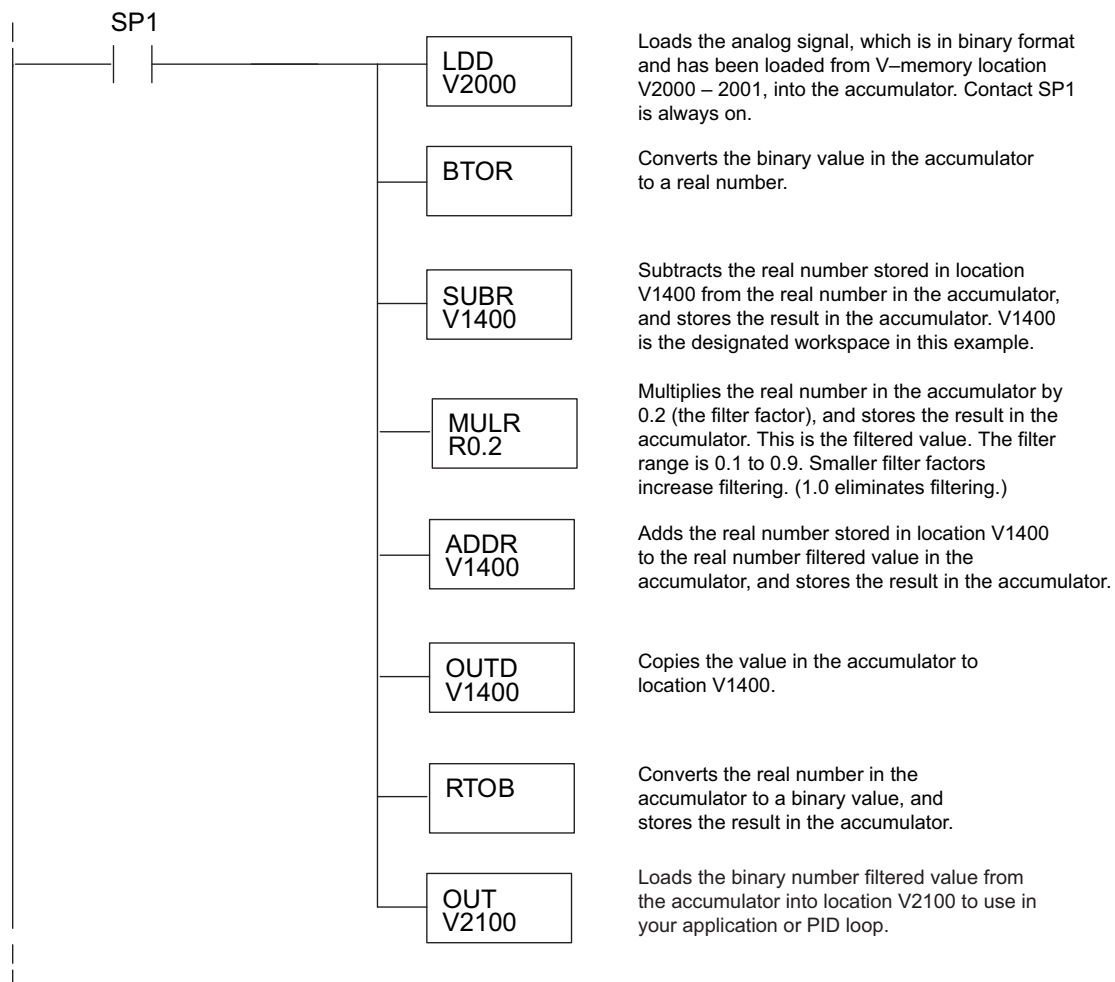 SP1
LDD
V2000
Loads the analog signal, which is in binary format
and has been loaded from V–memory location
V2000 – 2001, into the accumulator. Contact SP1
is always on.
BTOR
Converts the binary value in the accumulator
to a real number.
SUBR
V1400
Subtracts the real number stored in location
V1400 from the real number in the accumulator,
and stores the result in the accumulator. V1400
is the designated workspace in this example.
MULR
R0.2
Multiplies the real number in the accumulator by
0.2 (the filter factor), and stores the result in the
accumulator. This is the filtered value. The filter
range is 0.1 to 0.9. Smaller filter factors
increase filtering. (1.0 eliminates filtering.)
ADDR
V1400
Adds the real number stored in location V1400
to the real number filtered value in the
accumulator, and stores the result in the accumulator.
OUTD
V1400
Copies the value in the accumulator to
location V1400.
RTOB
Converts the real number in the
accumulator to a binary value, and
stores the result in the accumulator.
OUT
V2100
Loads the binary number filtered value from
the accumulator into location V2100 to use in
your application or PID loop.